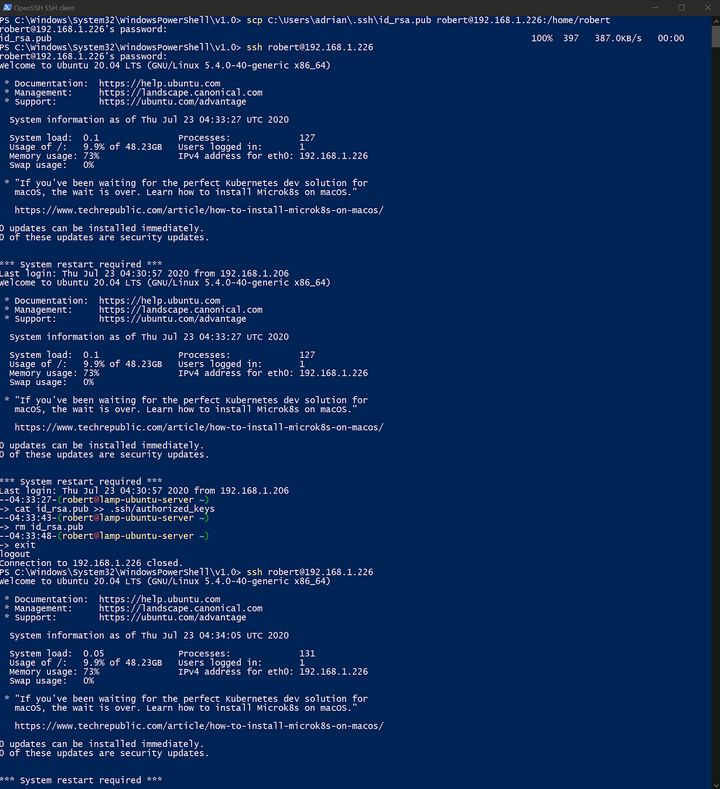 OpenSSH SSH client
PS C:\Windows\System32\WindowsPowerShell\v1.0> scp C:\Users\adrian\.ssh\id_rsa.pub robert@192.168.1.226:/home/robert
robert@192.168.1.226's password:
id_rsa.pub 100% 397 387.0KB/s 00:00
PS C:\Windows\System32\WindowsPowerShell\v1.0> ssh robert@192.168.1.226
robert@192.168.1.226's password:
Welcome to Ubuntu 20.04 LTS (GNU/Linux 5.4.0-40-generic x86_64)
* Documentation: https://help.ubuntu.com
* Management: https://landscape.canonical.com
* Support: https://ubuntu.com/advantage
System information as of Thu Jul 23 04:33:27 UTC 2020
System load: 0.1 Processes: 127
Usage of /: 9.9% of 48.23GB Users logged in: 1
Memory usage: 73% IPv4 address for eth0: 192.168.1.226
Swap usage: 0%
* "If you've been waiting for the perfect Kubernetes dev solution for
macOS, the wait is over. Learn how to install Microk8s on macOS."
https://www.techrepublic.com/article/how-to-install-microk8s-on-macos/
0 updates can be installed immediately.
0 of these updates are security updates.
*** System restart required ***
Last login: Thu Jul 23 04:30:57 2020 from 192.168.1.206
Welcome to Ubuntu 20.04 LTS (GNU/Linux 5.4.0-40-generic x86_64)
* Documentation: https://help.ubuntu.com
* Management: https://landscape.canonical.com
* Support: https://ubuntu.com/advantage
System information as of Thu Jul 23 04:33:27 UTC 2020
System load: 0.1 Processes: 127
Usage of /: 9.9% of 48.23GB Users logged in: 1
Memory usage: 73% IPv4 address for eth0: 192.168.1.226
Swap usage: 0%
* "If you've been waiting for the perfect Kubernetes dev solution for
macOS, the wait is over. Learn how to install Microk8s on macOS."
https://www.techrepublic.com/article/how-to-install-microk8s-on-macos/
0 updates can be installed immediately.
0 of these updates are security updates.
*** System restart required ***
Last login: Thu Jul 23 04:30:57 2020 from 192.168.1.206
--04:33:27-(robert@lamp-ubuntu-server ~)
-> cat id_rsa.pub >> .ssh/authorized_keys
--04:33:43-(robert@lamp-ubuntu-server ~)
-> rm id_rsa.pub
--04:33:48-(robert@lamp-ubuntu-server ~)
-> exit
logout
Connection to 192.168.1.226 closed.
PS C:\Windows\System32\WindowsPowerShell\v1.0> ssh robert@192.168.1.226
Welcome to Ubuntu 20.04 LTS (GNU/Linux 5.4.0-40-generic x86_64)
* Documentation: https://help.ubuntu.com
* Management: https://landscape.canonical.com
* Support: https://ubuntu.com/advantage
System information as of Thu Jul 23 04:34:05 UTC 2020
System load: 0.05 Processes: 131
Usage of /: 9.9% of 48.23GB Users logged in: 1
Memory usage: 73% IPv4 address for eth0: 192.168.1.226
Swap usage: 0%
* "If you've been waiting for the perfect Kubernetes dev solution for
macOS, the wait is over. Learn how to install Microk8s on macOS."
https://www.techrepublic.com/article/how-to-install-microk8s-on-macos/
0 updates can be installed immediately.
0 of these updates are security updates.
*** System restart required ***